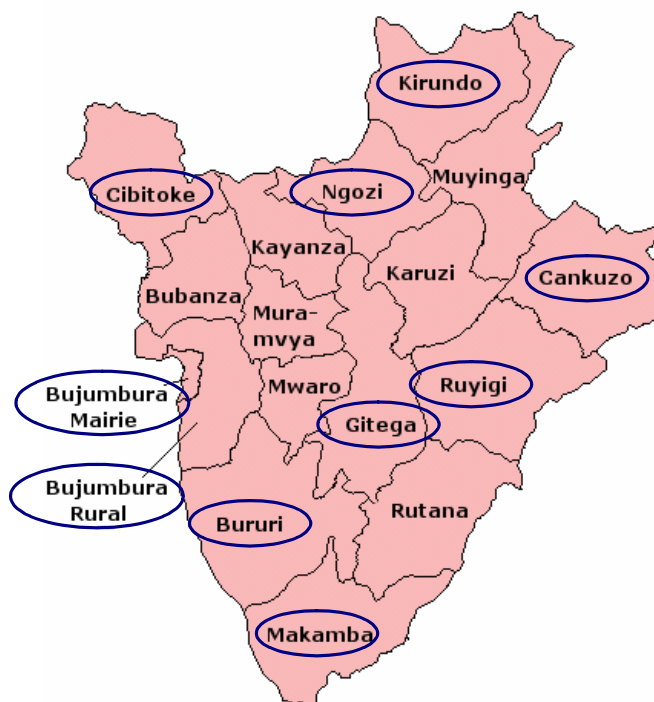 Kirundo
Muyinga
Cibitoke
Ngozi
Kayanza
Karuzi
Cankuzo
Bubanza
Mura-
mvya
Mwaro
Ruyigi
Bujumbura
Mairie
Gitega
Bujumbura
Rural
Bururi
Rutana
Makamba